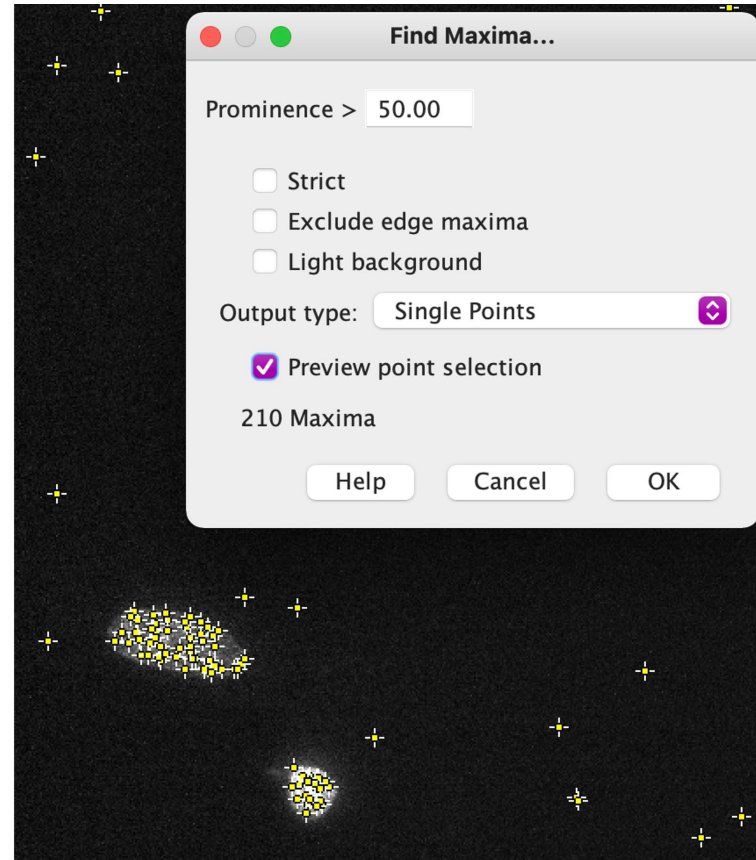 Find Maxima...
Prominence > 50.00
Strict
Exclude edge maxima
Light background
Output type: Single Points
Preview point selection
210 Maxima
Help Cancel OK